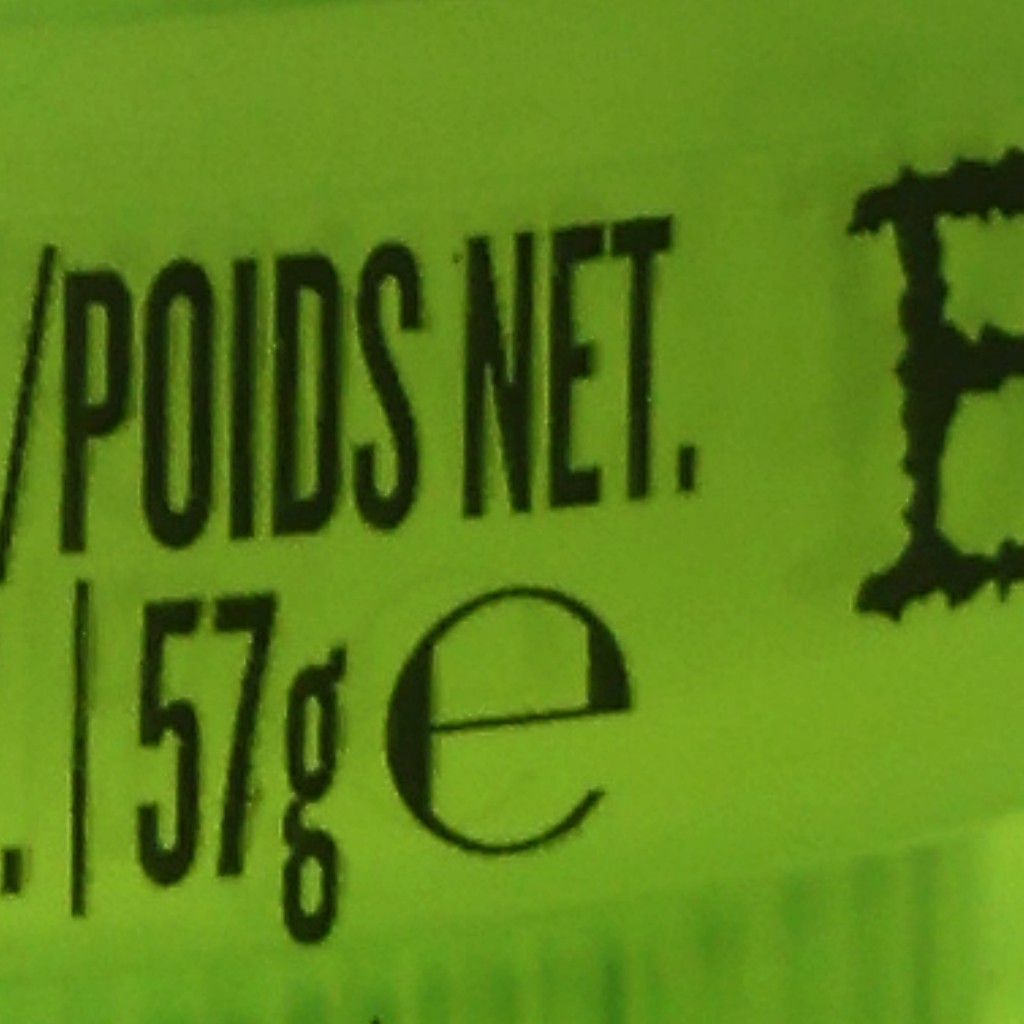 /POIDS NET.
. | 57g ℮